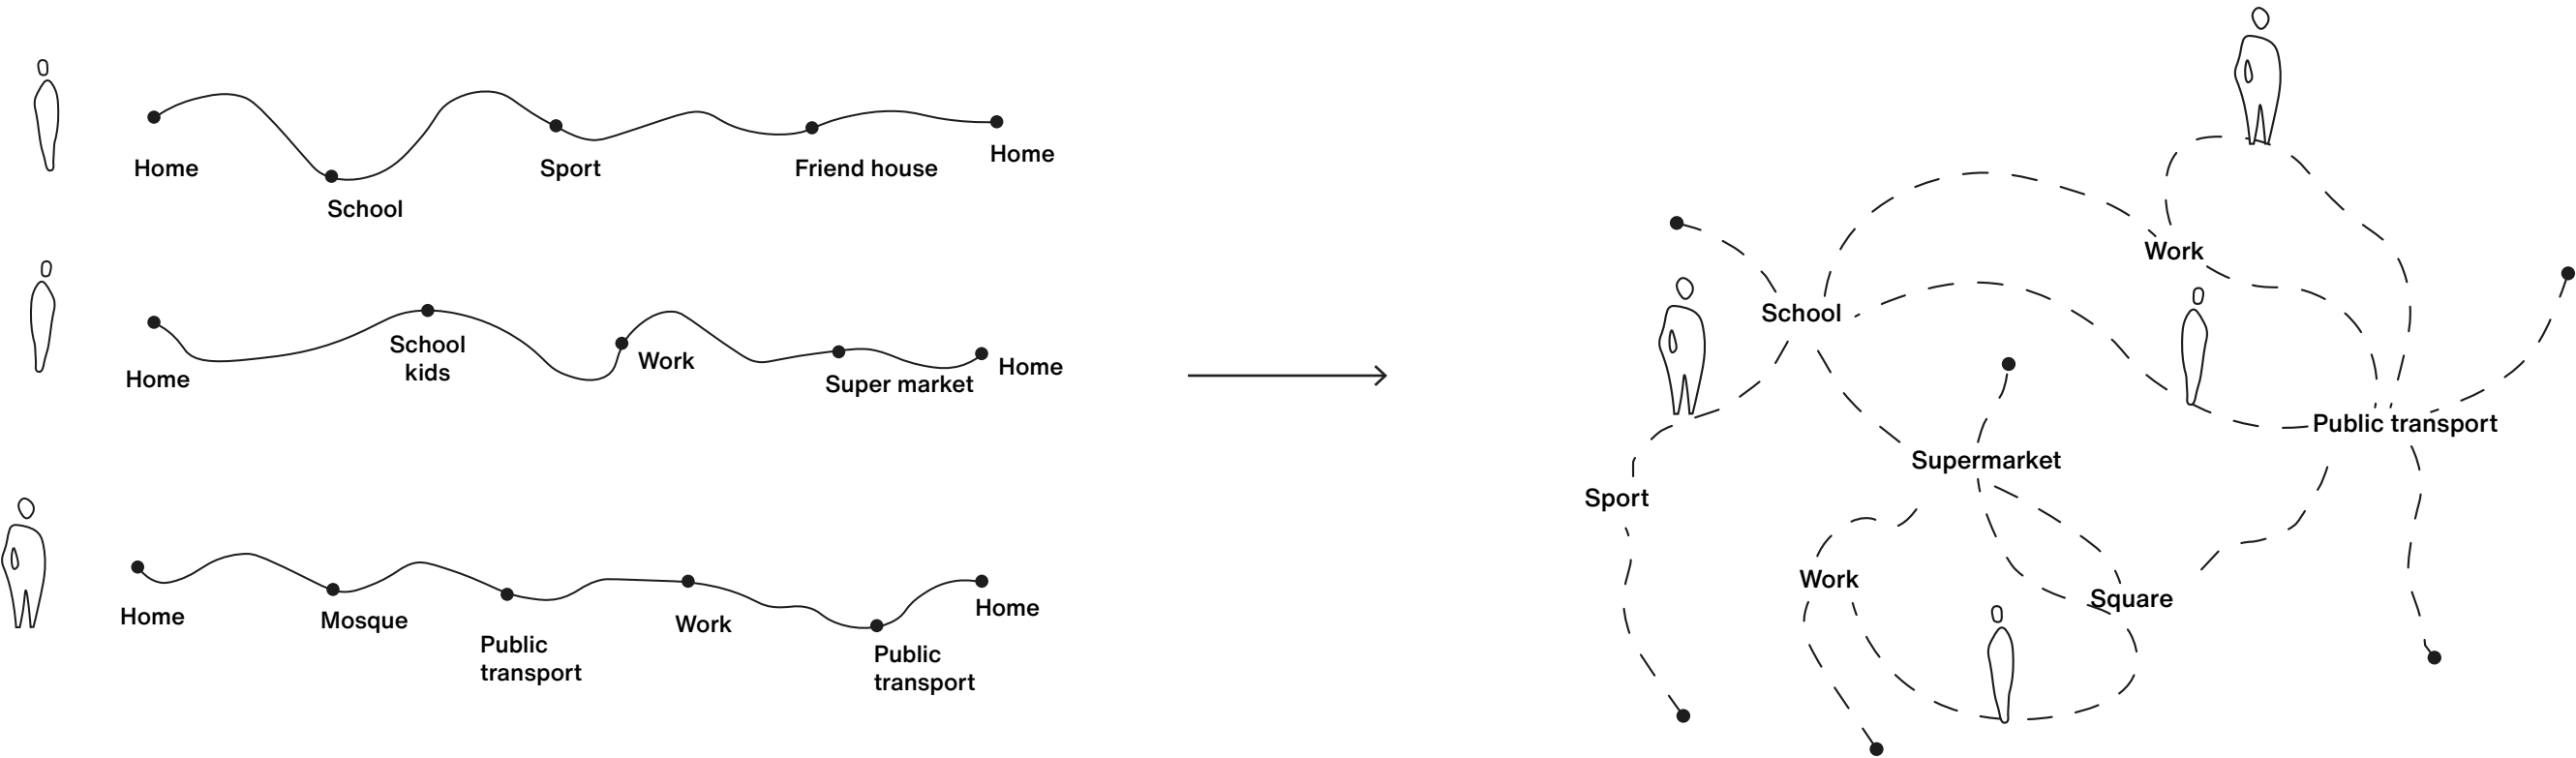 Home
School
Sport
Friend house
Home
Home
School
kids
Work
Super market
Home
Home
Mosque
Public
transport
Work
Public
transport
Home
Work
School
Public transport
Supermarket
Sport
Work
Square